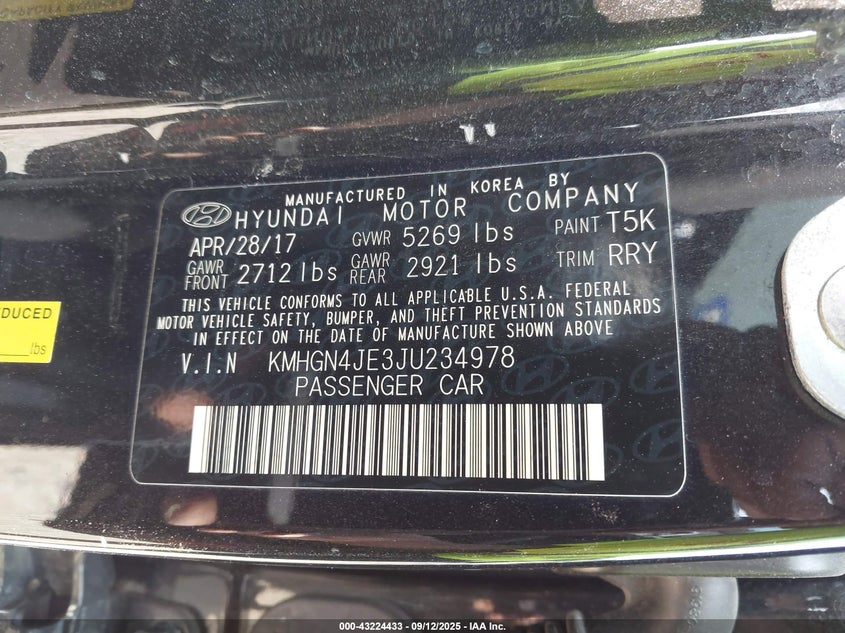 MANUFACTURED IN KOREA BY
HYUNDAI MOTOR COMPANY
APR/28/17 GVWR 5269 lbs PAINT T5K
GAWR FRONT 2712 lbs GAWR REAR 2921 lbs TRIM RRY
THIS VEHICLE CONFORMS TO ALL APPLICABLE U.S.A. FEDERAL
MOTOR VEHICLE SAFETY, BUMPER, AND THEFT PREVENTION STANDARDS
IN EFFECT ON THE DATE OF MANUFACTURE SHOWN ABOVE
V.I.N KMHGN4JE3JU234978
PASSENGER CAR
lbs
000-43224433 - 09/12/2025 - IAA Inc.